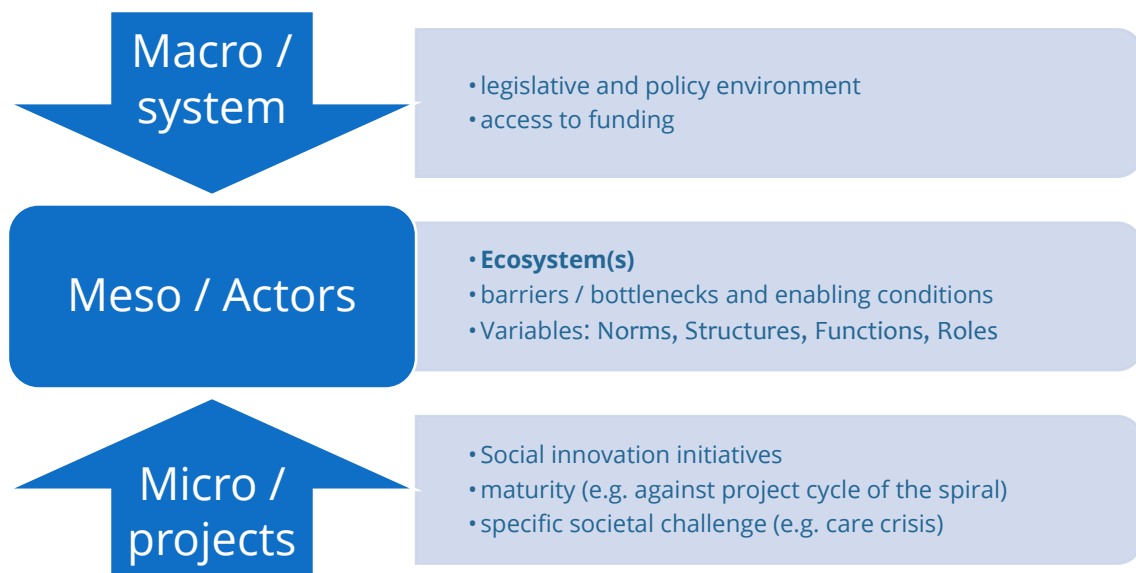 Macro /
system
• legislative and policy environment
• access to funding
Meso / Actors
• Ecosystem(s)
• barriers / bottlenecks and enabling conditions
• Variables: Norms, Structures, Functions, Roles
Micro /
projects
• Social innovation initiatives
• maturity (e.g. against project cycle of the spiral)
• specific societal challenge (e.g. care crisis)